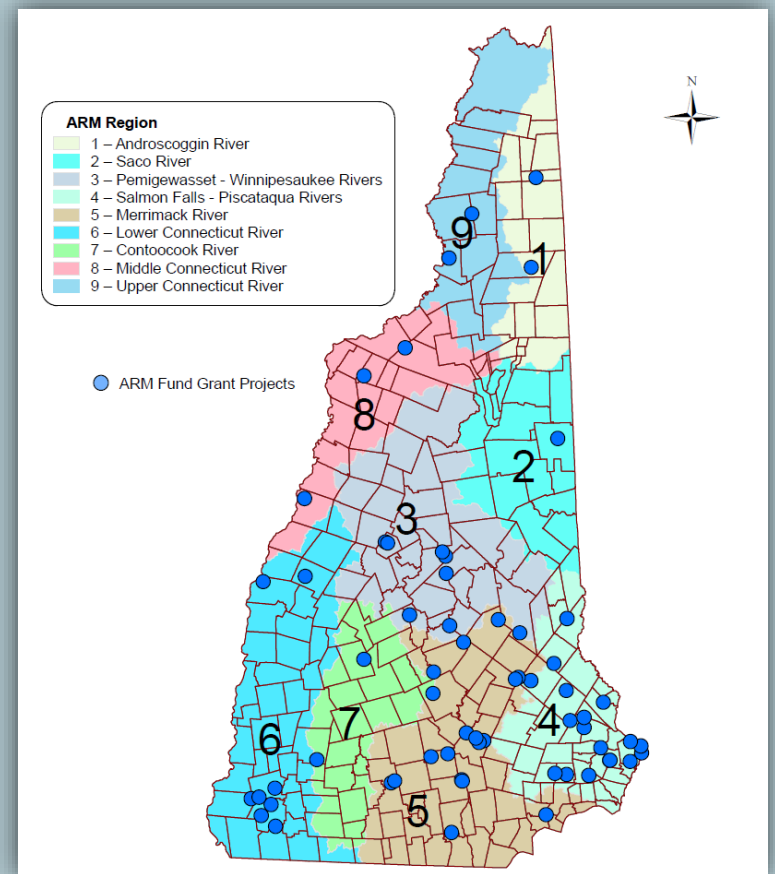 N
ARM Region
1 – Androscoggin River
2 – Saco River
3 – Pemigewasset - Winnipesaukee Rivers
4 – Salmon Falls - Piscataqua Rivers
5 – Merrimack River
6 – Lower Connecticut River
7 – Contoocook River
8 – Middle Connecticut River
9 – Upper Connecticut River
ARM Fund Grant Projects
9
1
8
2
3
4
7
6
5